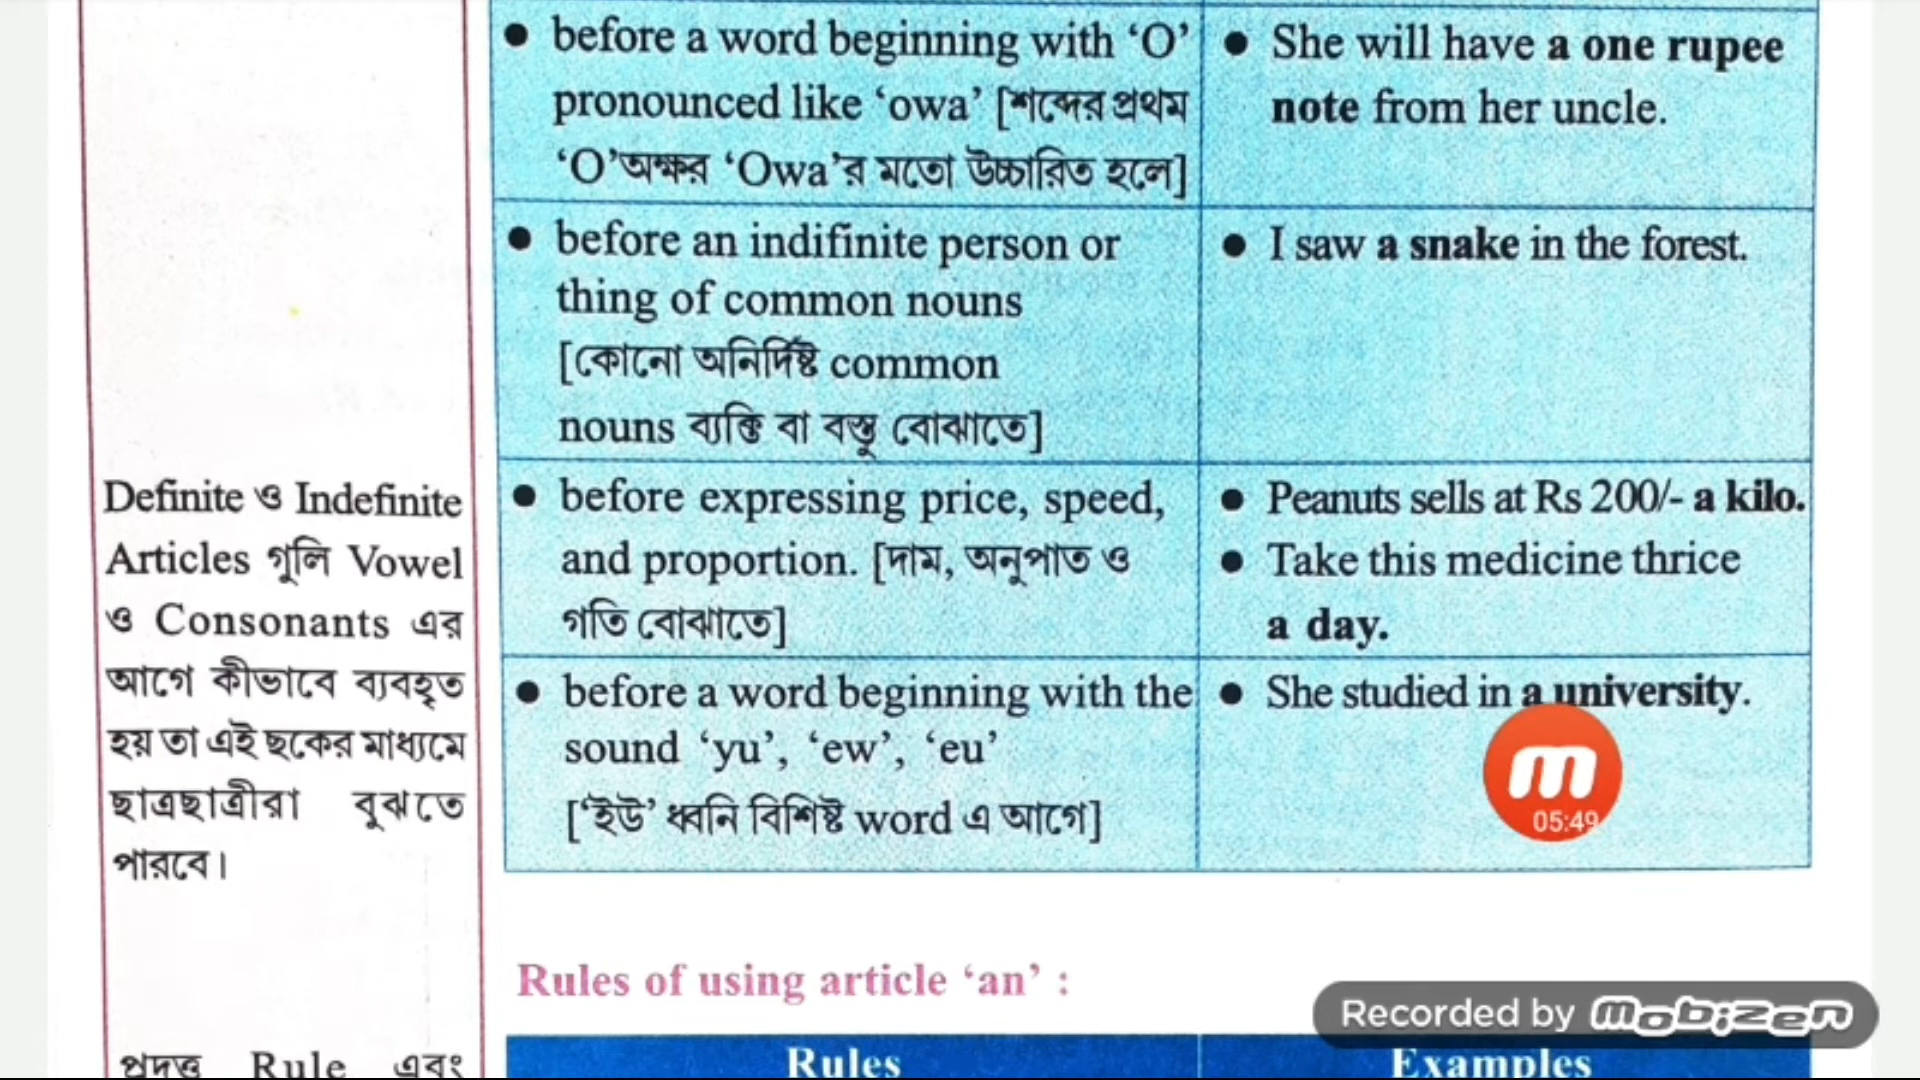 • before a word beginning with ‘O’
pronounced like ‘owa’ [শব্দের প্রথম
‘O’অক্ষর ‘Owa’র মতো উচ্চারিত হলে]
• She will have a one rupee
note from her uncle.
• before an indifinite person or
thing of common nouns
[কোনো অনির্দিষ্ট common
nouns ব্যক্তি বা বস্তু বোঝাতে]
• I saw a snake in the forest.
• before expressing price, speed,
and proportion. [দাম, অনুপাত ও
গতি বোঝাতে]
• Peanuts sells at Rs 200/- a kilo.
• Take this medicine thrice
a day.
• before a word beginning with the
sound ‘yu’, ‘ew’, ‘eu’
[‘ইউ’ ধ্বনি বিশিষ্ট word এ আগে]
• She studied in a university.
Definite ও Indefinite
Articles গুলি Vowel
ও Consonants এর
আগে কীভাবে ব্যবহৃত
হয় তা এই ছকের মাধ্যমে
ছাত্রছাত্রীরা বুঝতে
পারবে।
প্রদত্ত Rule এবং
Rules of using article ‘an’ :
Rules
Examples
m
05:49
Recorded by mobizen